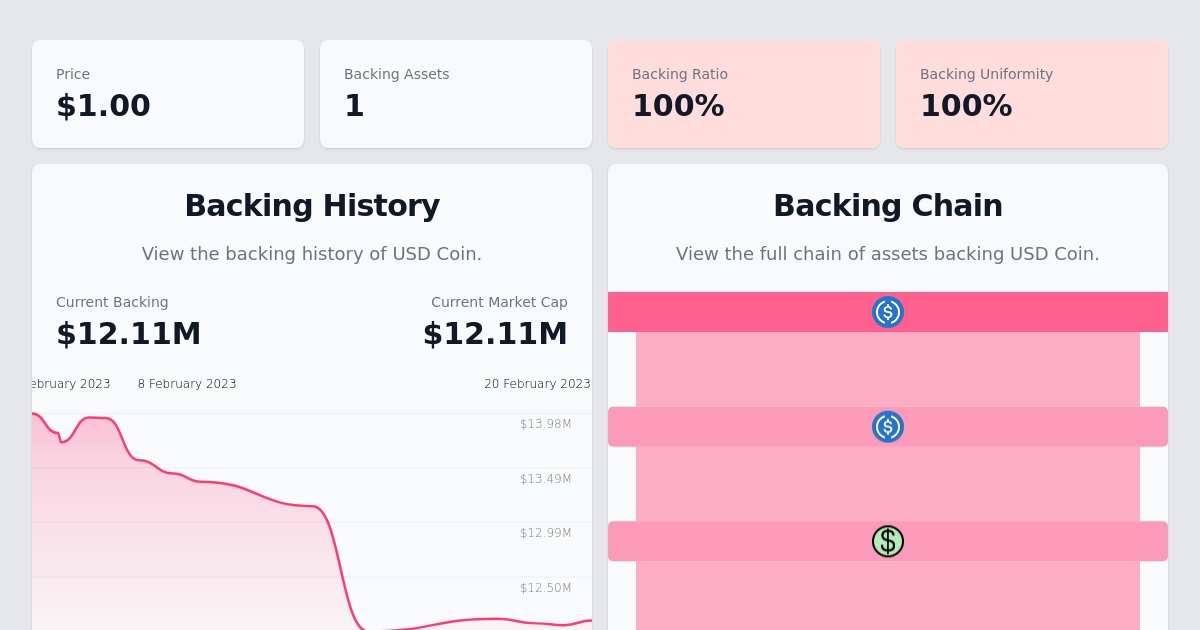 Price
$1.00
Backing Assets
1
Backing Ratio
100%
Backing Uniformity
100%
Backing History
View the backing history of USD Coin.
Current Backing
$12.11M
Current Market Cap
$12.11M
ebruary 2023
8 February 2023
20 February 2023
$13.98M
$13.49M
$12.99M
$12.50M
Backing Chain
View the full chain of assets backing USD Coin.
$
$
$